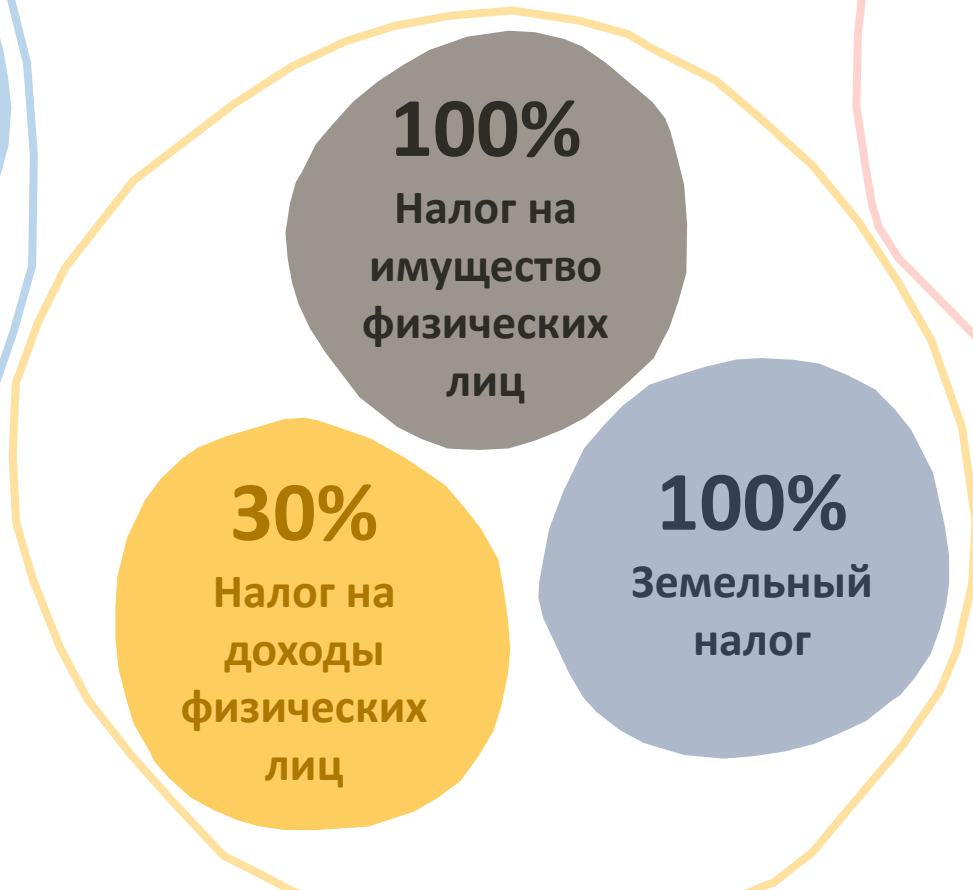 100%
Налог на
имущество
физических
лиц
30%
Налог на
доходы
физических
лиц
100%
Земельный
налог